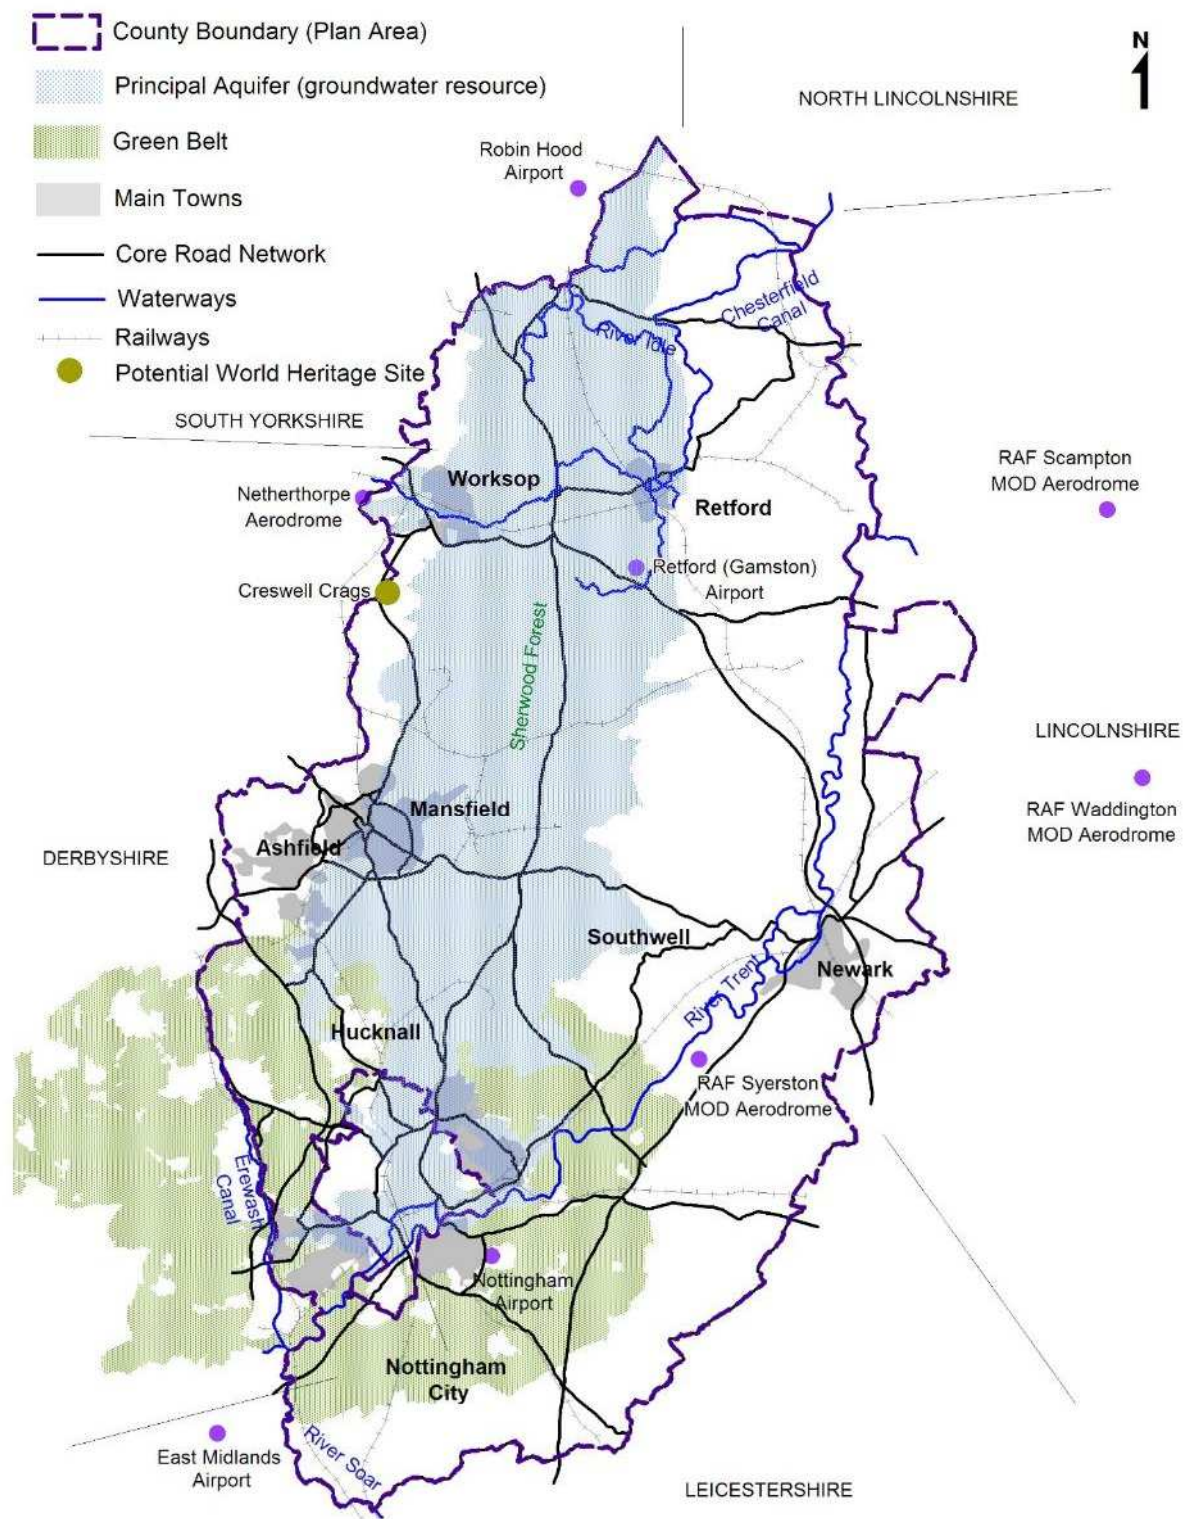 County Boundary (Plan Area)
Principal Aquifer (groundwater resource)
Green Belt
Main Towns
Core Road Network
Waterways
Railways
Potential World Heritage Site
N
NORTH LINCOLNSHIRE
Robin Hood
Airport
Chesterfield
Canal
River Idle
SOUTH YORKSHIRE
Worksop
Netherthorpe
Aerodrome
Retford
RAF Scampton
MOD Aerodrome
Creswell Crags
Retford (Gamston)
Airport
Sherwood Forest
LINCOLNSHIRE
RAF Waddington
MOD Aerodrome
Mansfield
Ashfield
DERBYSHIRE
Southwell
Newark
River Trent
Hucknall
RAF Syerston
MOD Aerodrome
Erewash
Canal
Nottingham
Airport
Nottingham
City
River Soar
East Midlands
Airport
LEICESTERSHIRE